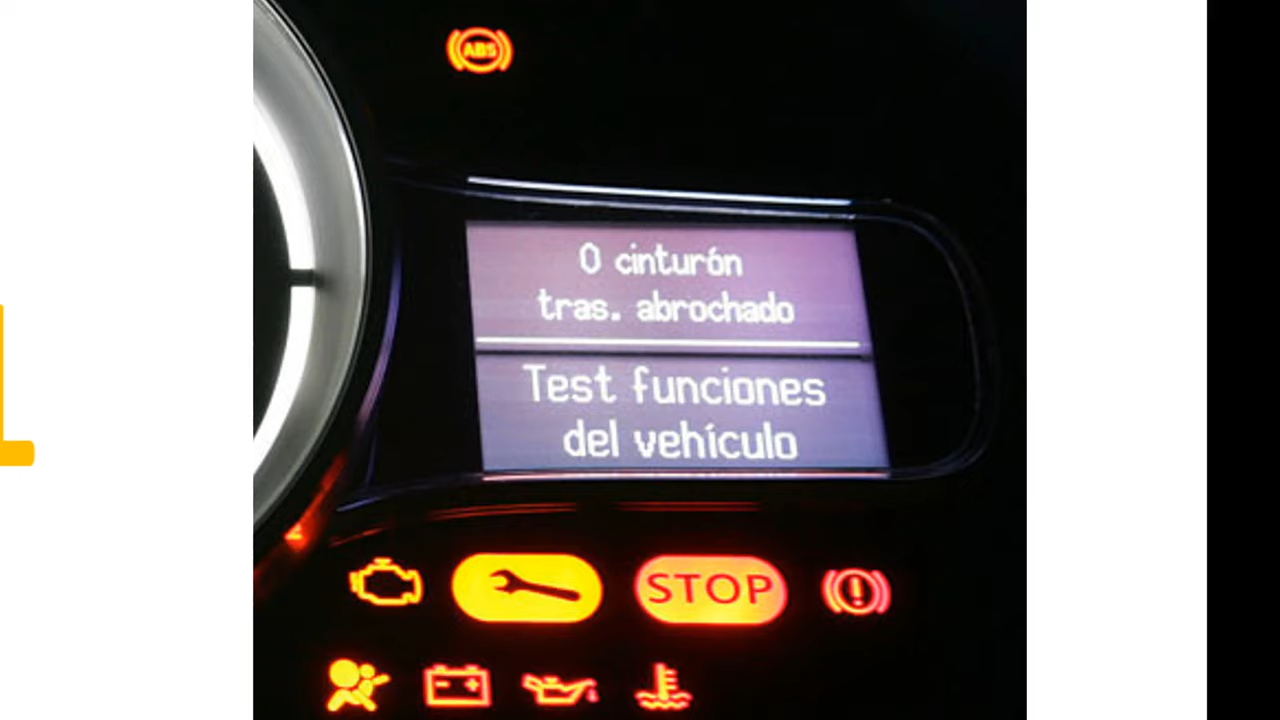 ABS
0 cinturón
tras. abrochado
Test funciones
del vehículo
STOP